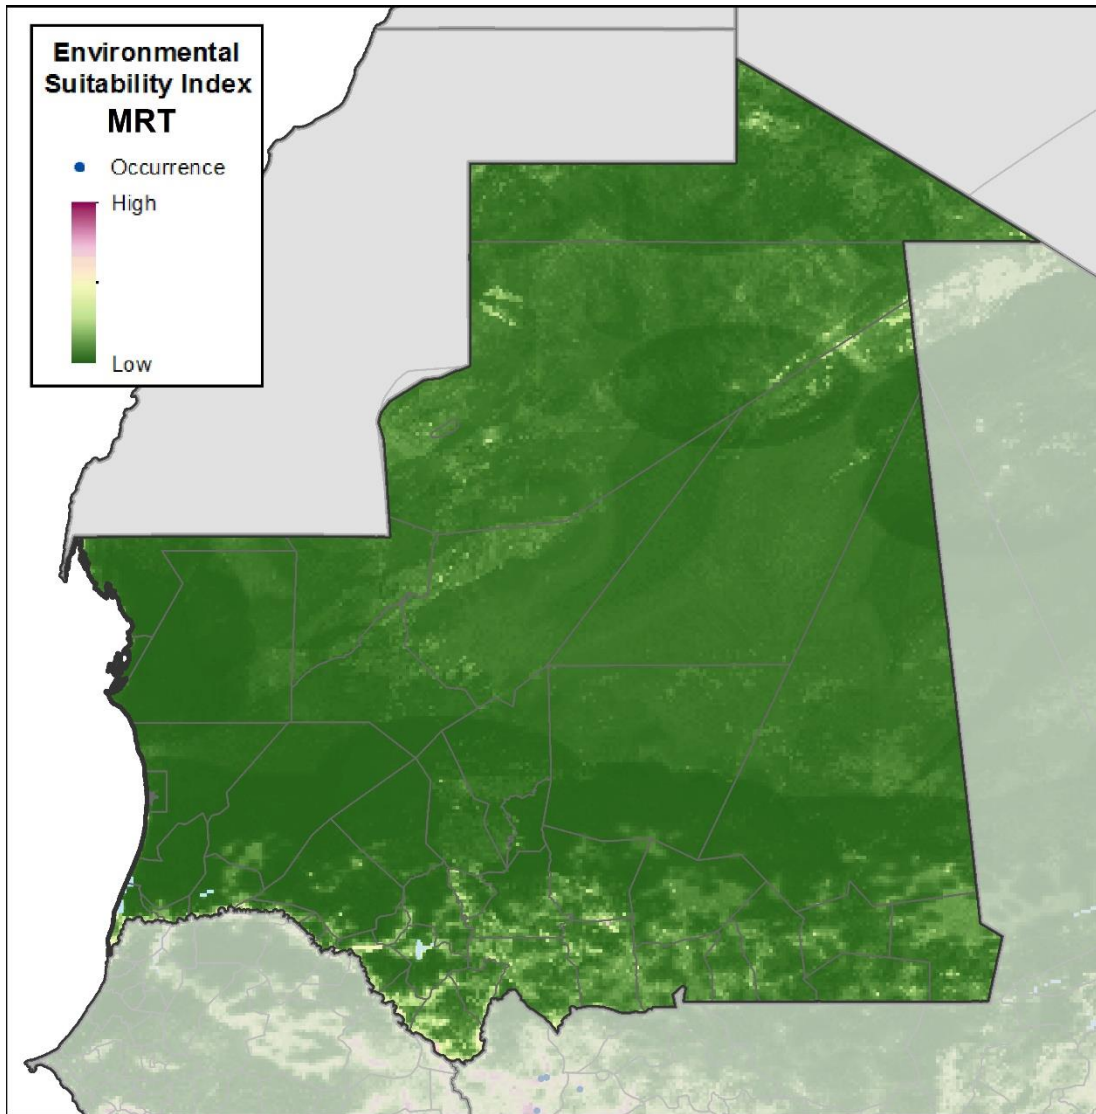 Environmental
Suitability Index
MRT
Occurrence
High
Low